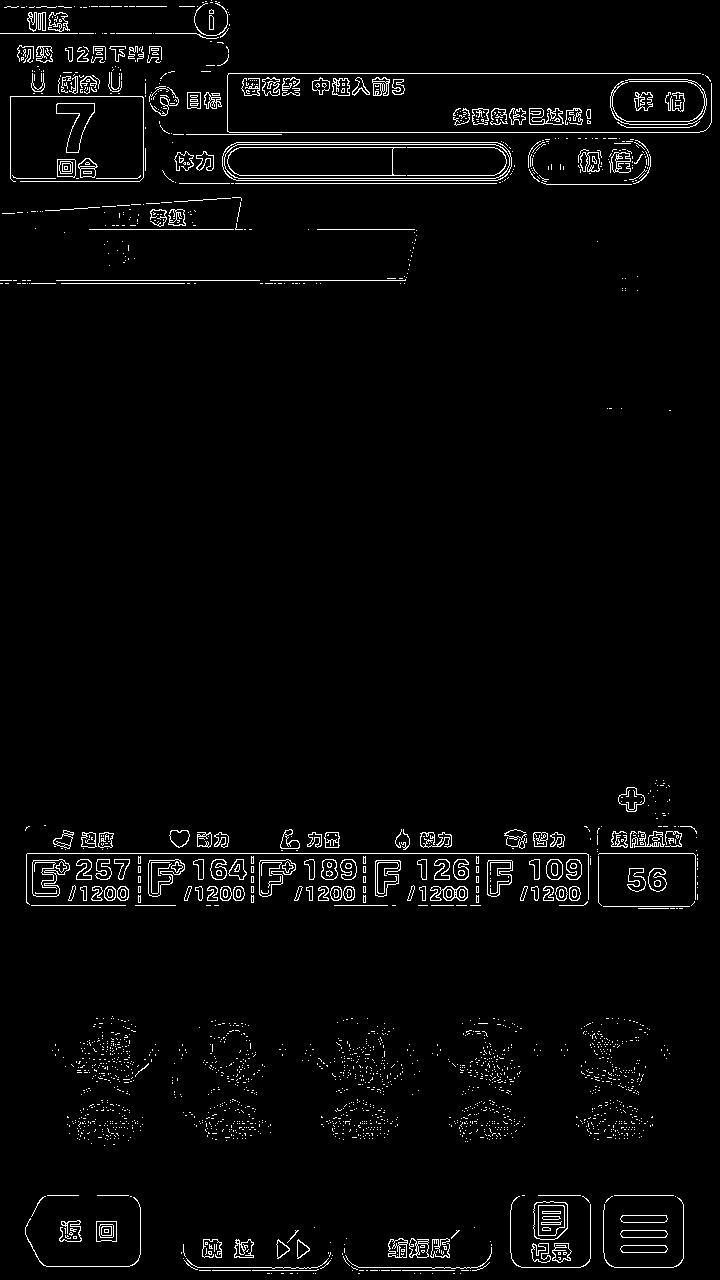 训练
初级 12月下半月
剩余
7
回合
目标
樱花奖 中进入前5
参赛条件已达成!
详情
体力
极佳
等级
速度
耐力
力量
毅力
智力
技能点数
257
/1200
164
/1200
189
/1200
126
/1200
109
/1200
56
返回
跳过
缩短版
记录